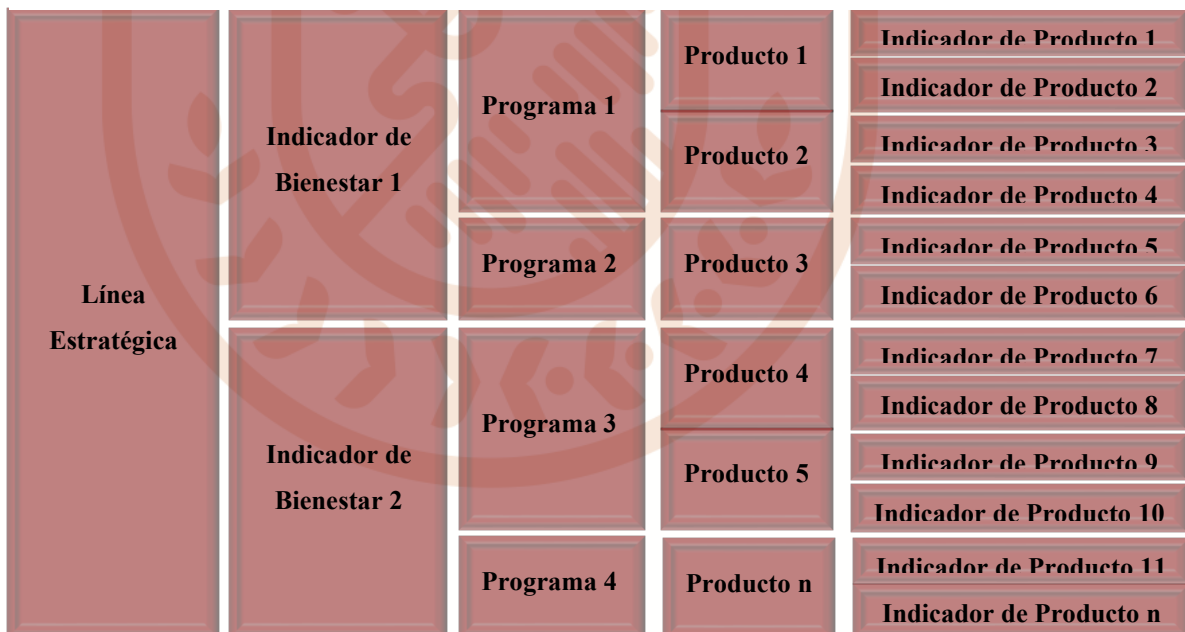 Línea
Estratégica
Indicador de
Bienestar 1
Indicador de
Bienestar 2
Programa 1
Programa 2
Programa 3
Programa 4
Producto 1
Producto 2
Producto 3
Producto 4
Producto 5
Producto n
Indicador de Producto 1
Indicador de Producto 2
Indicador de Producto 3
Indicador de Producto 4
Indicador de Producto 5
Indicador de Producto 6
Indicador de Producto 7
Indicador de Producto 8
Indicador de Producto 9
Indicador de Producto 10
Indicador de Producto 11
Indicador de Producto n